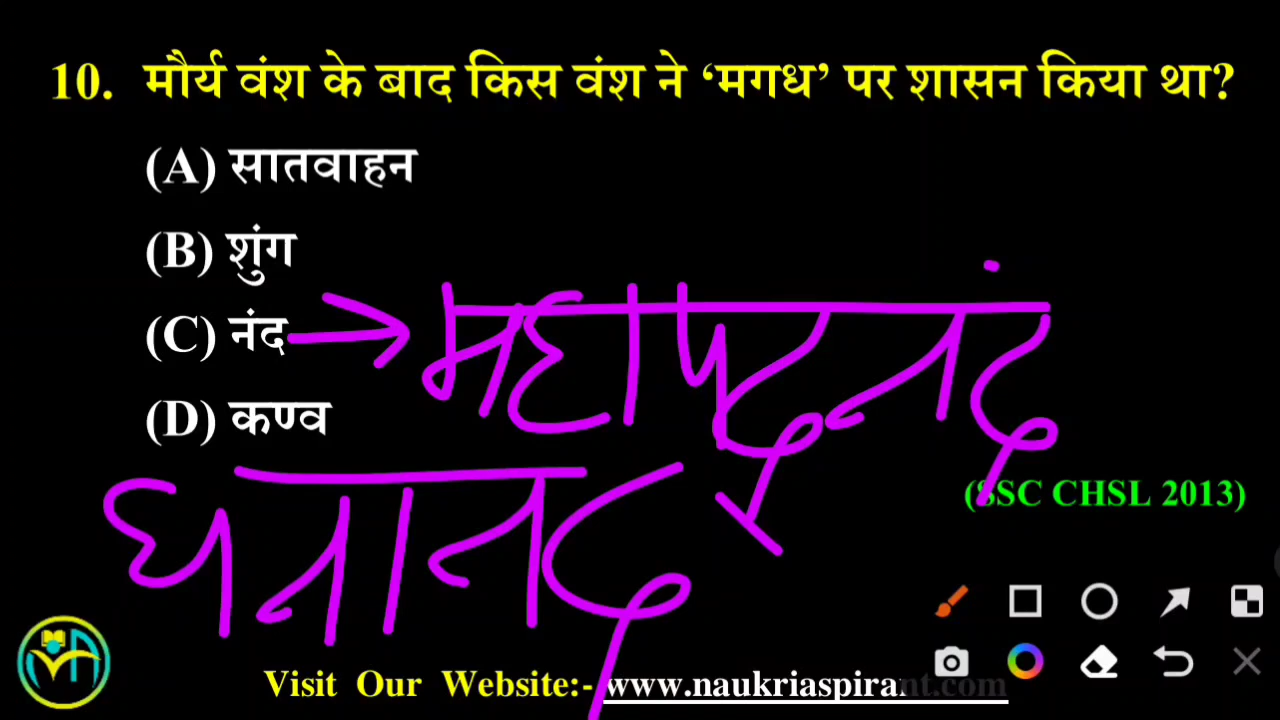 10. मौर्य वंश के बाद किस वंश ने ‘मगध’ पर शासन किया था?
(A) सातवाहन
(B) शुंग
(C) नंद → महापद्मनंद
(D) कण्व
घनानद
(SSC CHSL 2013)
Visit Our Website:- www.naukriaspirant.com